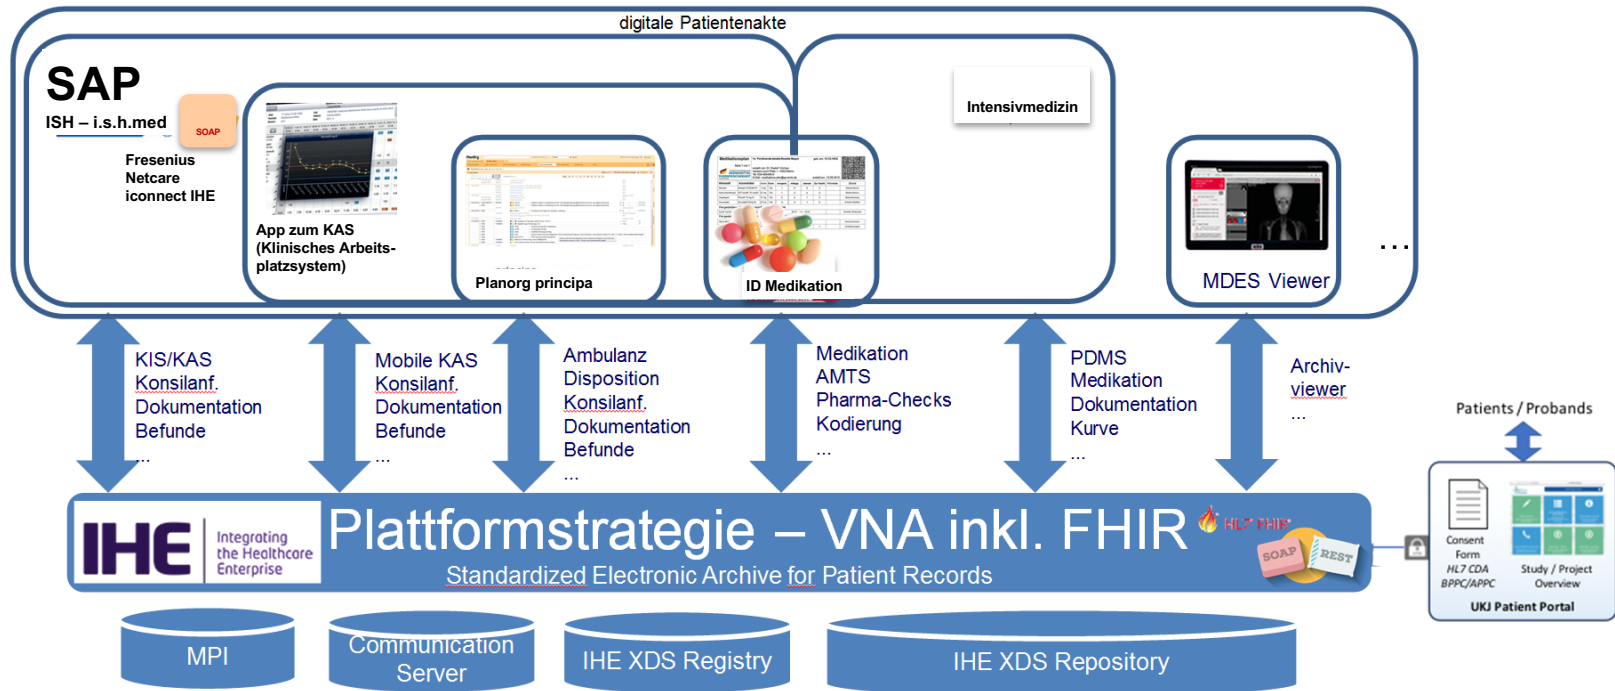 digitale Patientenakte
SAP
ISH – i.s.h.med
SOAP
Fresenius
Netcare
iconnect IHE
App zum KAS
(Klinisches Arbeits-
platzsystem)
Planorg principa
Medikationsplan
ID Medikation
Intensivmedizin
MDES Viewer
...
KIS/KAS
Konsilanf.
Dokumentation
Befunde
...
Mobile KAS
Konsilanf.
Dokumentation
Befunde
...
Ambulanz
Disposition
Konsilanf.
Dokumentation
Befunde
...
Medikation
AMTS
Pharma-Checks
Kodierung
...
PDMS
Medikation
Dokumentation
Kurve
...
Archiv-
viewer
...
Patients / Probands
IHE
Integrating
the Healthcare
Enterprise
Plattformstrategie – VNA inkl. FHIR
HL7 FHIR
SOAP
REST
Standardized Electronic Archive for Patient Records
Consent
Form
HL7 CDA
BPPC/APPC
Study / Project
Overview
UKJ Patient Portal
MPI
Communication
Server
IHE XDS Registry
IHE XDS Repository